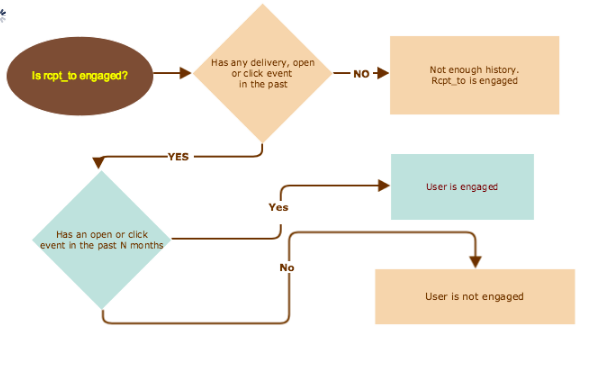 Is rcpt_to engaged?
Has any delivery, open
or click event
in the past
NO
Not enough history.
Rcpt_to is engaged
YES
Has an open or click
event in the past N months
Yes
User is engaged
No
User is not engaged